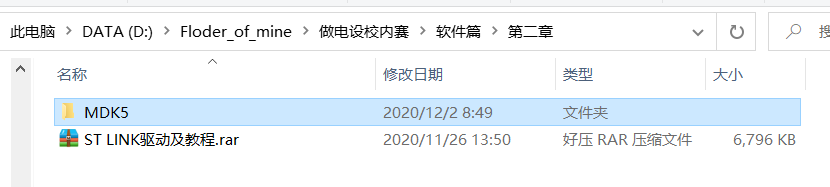 此电脑 > DATA (D:) > Floder_of_mine > 做电设校内赛 > 软件篇 > 第二章
名称 修改日期 类型 大小
MDK5 2020/12/2 8:49 文件夹
ST LINK驱动及教程.rar 2020/11/26 13:50 好压 RAR 压缩文件 6,796 KB